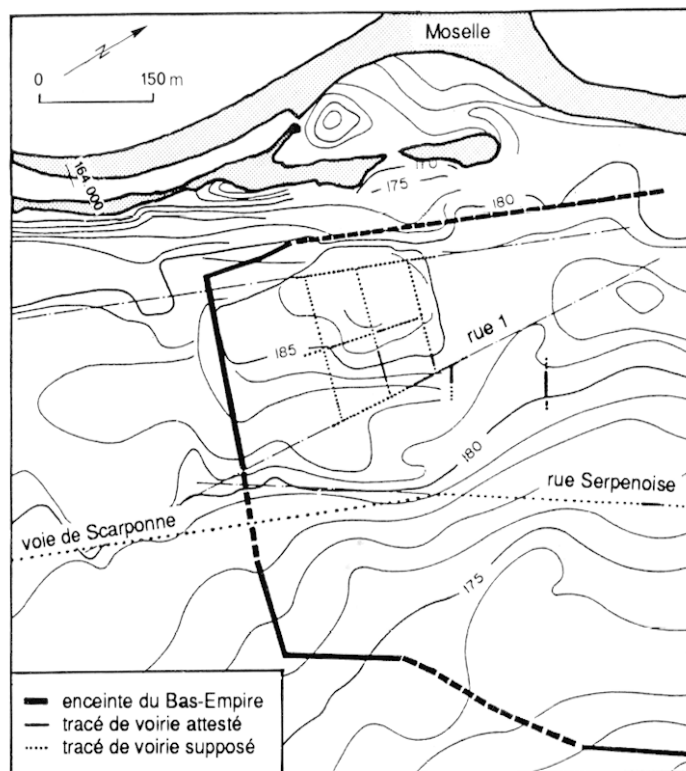 Moselle
N
0 150 m
164.000
170
175
180
rue 1
185
180
rue Serpenoise
voie de Scarponne
175
enceinte du Bas-Empire
tracé de voirie attesté
tracé de voirie supposé